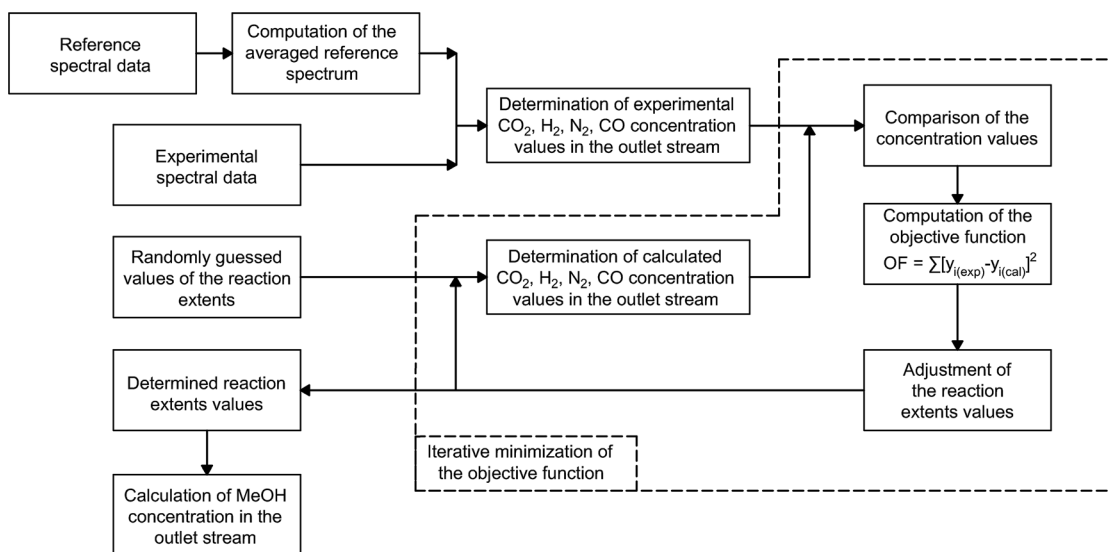 Reference
spectral data
Computation of the
averaged reference
spectrum
Experimental
spectral data
Determination of experimental
CO₂, H₂, N₂, CO concentration
values in the outlet stream
Comparison of the
concentration values
Computation of the
objective function
OF = ∑[y_i(exp)-y_i(cal)]²
Randomly guessed
values of the reaction
extents
Determination of calculated
CO₂, H₂, N₂, CO concentration
values in the outlet stream
Adjustment of
the reaction
extents values
Determined reaction
extents values
Iterative minimization of
the objective function
Calculation of MeOH
concentration in the
outlet stream